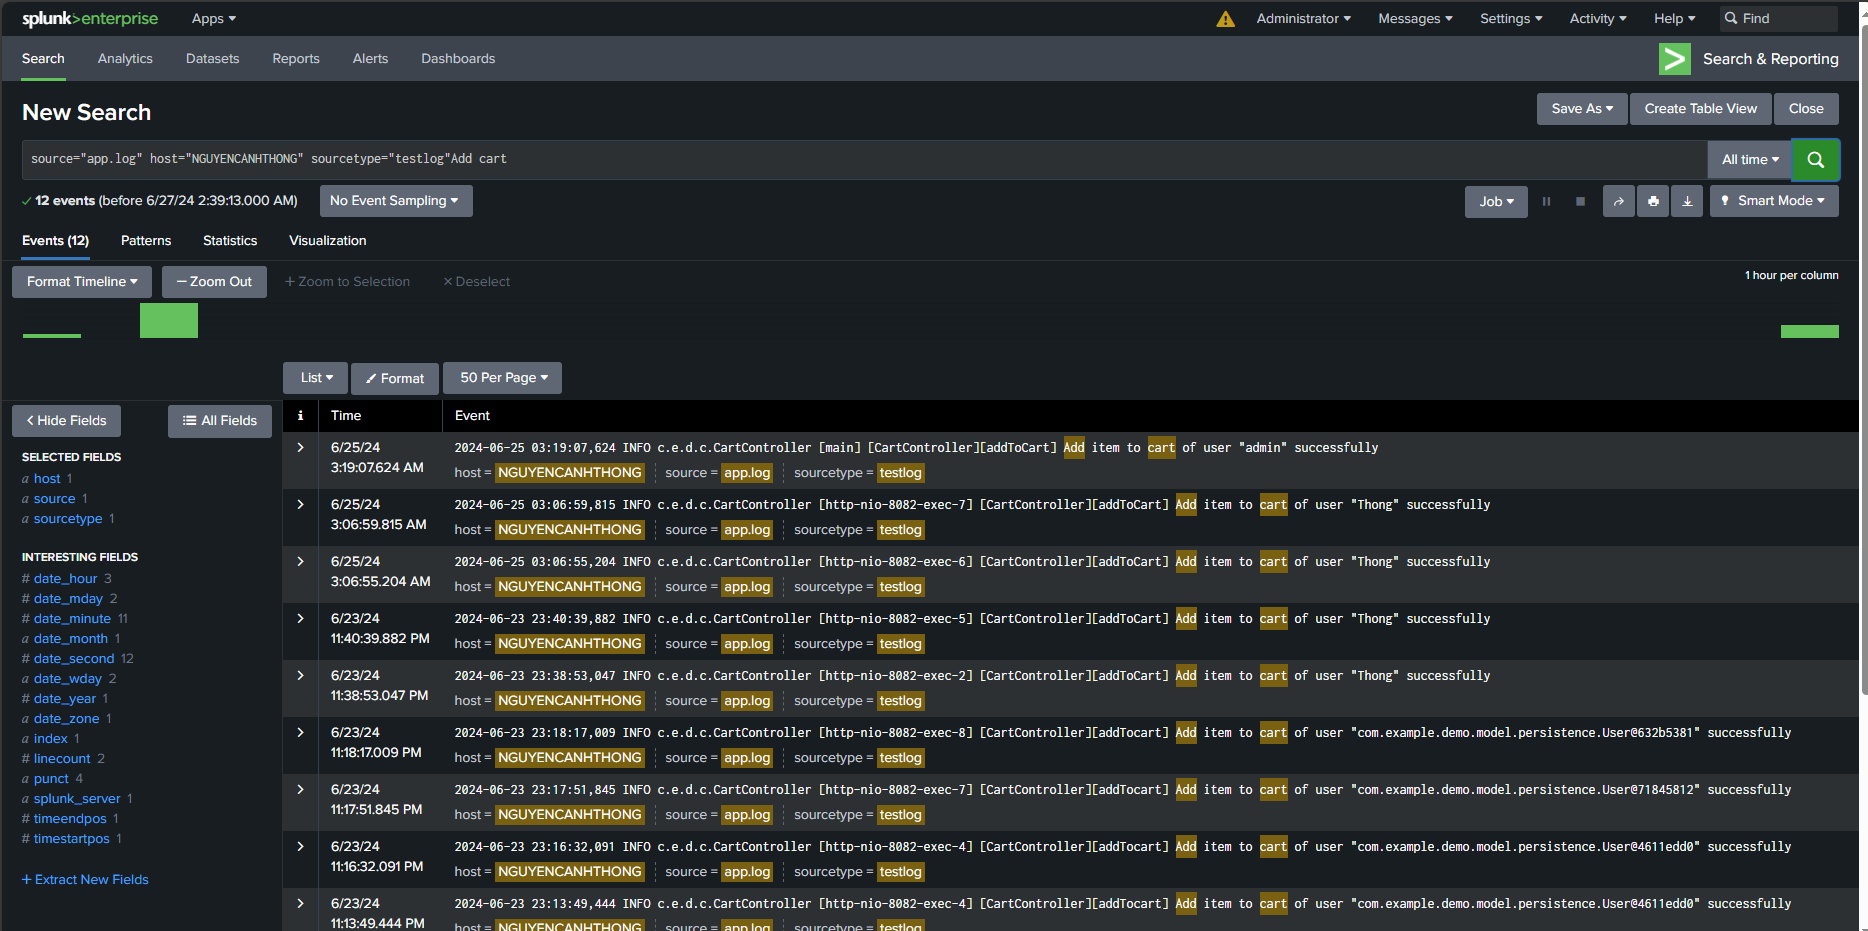 splunk>enterprise Apps Administrator Messages Settings Activity Help Find
Search Analytics Datasets Reports Alerts Dashboards Search & Reporting
New Search Save As Create Table View Close
source="app.log" host="NGUYENCANHTHONG" sourcetype="testlog"Add cart All time
12 events (before 6/27/24 2:39:13.000 AM) No Event Sampling Job Smart Mode
Events (12) Patterns Statistics Visualization
Format Timeline — Zoom Out + Zoom to Selection × Deselect 1 hour per column
List Format 50 Per Page
< Hide Fields All Fields
SELECTED FIELDS
a host 1
a source 1
a sourcetype 1
INTERESTING FIELDS
# date_hour 3
# date_mday 2
# date_minute 11
a date_month 1
# date_second 12
a date_wday 2
# date_year 1
a date_zone 1
a index 1
# linecount 2
a punct 4
a splunk_server 1
# timeendpos 1
# timestartpos 1
+ Extract New Fields
i Time Event
6/25/24
3:19:07.624 AM
2024-06-25 03:19:07,624 INFO c.e.d.c.CartController [main] [CartController][addToCart] Add item to cart of user "admin" successfully
host = NGUYENCANHTHONG source = app.log sourcetype = testlog
6/25/24
3:06:59.815 AM
2024-06-25 03:06:59,815 INFO c.e.d.c.CartController [http-nio-8082-exec-7] [CartController][addTocart] Add item to cart of user "Thong" successfully
host = NGUYENCANHTHONG source = app.log sourcetype = testlog
6/25/24
3:06:55.204 AM
2024-06-25 03:06:55,204 INFO c.e.d.c.CartController [http-nio-8082-exec-6] [CartController][addTocart] Add item to cart of user "Thong" successfully
host = NGUYENCANHTHONG source = app.log sourcetype = testlog
6/23/24
11:40:39.882 PM
2024-06-23 23:40:39,882 INFO c.e.d.c.CartController [http-nio-8082-exec-5] [CartController][addTocart] Add item to cart of user "Thong" successfully
host = NGUYENCANHTHONG source = app.log sourcetype = testlog
6/23/24
11:38:53.047 PM
2024-06-23 23:38:53,047 INFO c.e.d.c.CartController [http-nio-8082-exec-2] [CartController][addTocart] Add item to cart of user "Thong" successfully
host = NGUYENCANHTHONG source = app.log sourcetype = testlog
6/23/24
11:18:17.009 PM
2024-06-23 23:18:17,009 INFO c.e.d.c.CartController [http-nio-8082-exec-8] [CartController][addTocart] Add item to cart of user "com.example.demo.model.persistence.User@632b5381" successfully
host = NGUYENCANHTHONG source = app.log sourcetype = testlog
6/23/24
11:17:51.845 PM
2024-06-23 23:17:51,845 INFO c.e.d.c.CartController [http-nio-8082-exec-7] [CartController][addTocart] Add item to cart of user "com.example.demo.model.persistence.User@71845812" successfully
host = NGUYENCANHTHONG source = app.log sourcetype = testlog
6/23/24
11:16:32.091 PM
2024-06-23 23:16:32,091 INFO c.e.d.c.CartController [http-nio-8082-exec-4] [CartController][addTocart] Add item to cart of user "com.example.demo.model.persistence.User@4611edd0" successfully
host = NGUYENCANHTHONG source = app.log sourcetype = testlog
6/23/24
11:13:49.444 PM
2024-06-23 23:13:49,444 INFO c.e.d.c.CartController [http-nio-8082-exec-4] [CartController][addTocart] Add item to cart of user "com.example.demo.model.persistence.User@4611edd0" successfully
host = NGUYENCANHTHONG source = app.log sourcetype = testlog